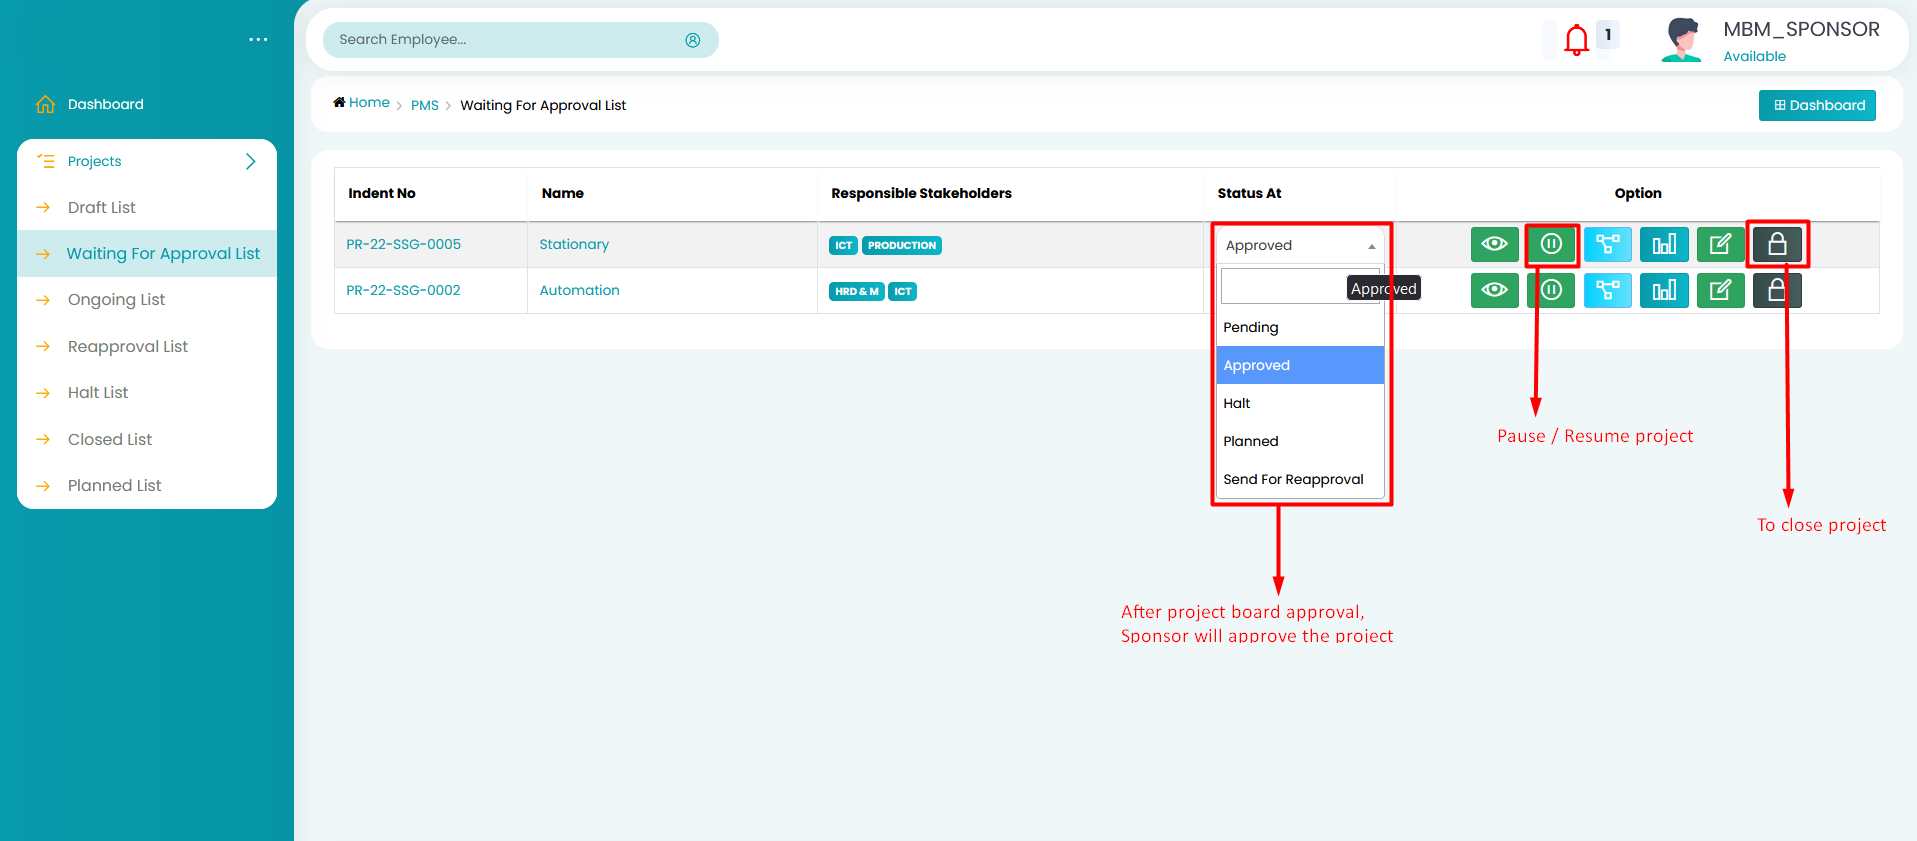 ...
Search Employee...
1
MBM_SPONSOR
Available
Dashboard
Home > PMS > Waiting For Approval List
Dashboard
Projects
Draft List
Waiting For Approval List
Ongoing List
Reapproval List
Halt List
Closed List
Planned List
Indent No Name Responsible Stakeholders Status At Option
PR-22-SSG-0005 Stationary ICT PRODUCTION Approved
PR-22-SSG-0002 Automation HRD & M ICT
Approved
Pending
Approved
Halt
Planned
Send For Reapproval
Pause / Resume project
To close project
After project board approval,
Sponsor will approve the project